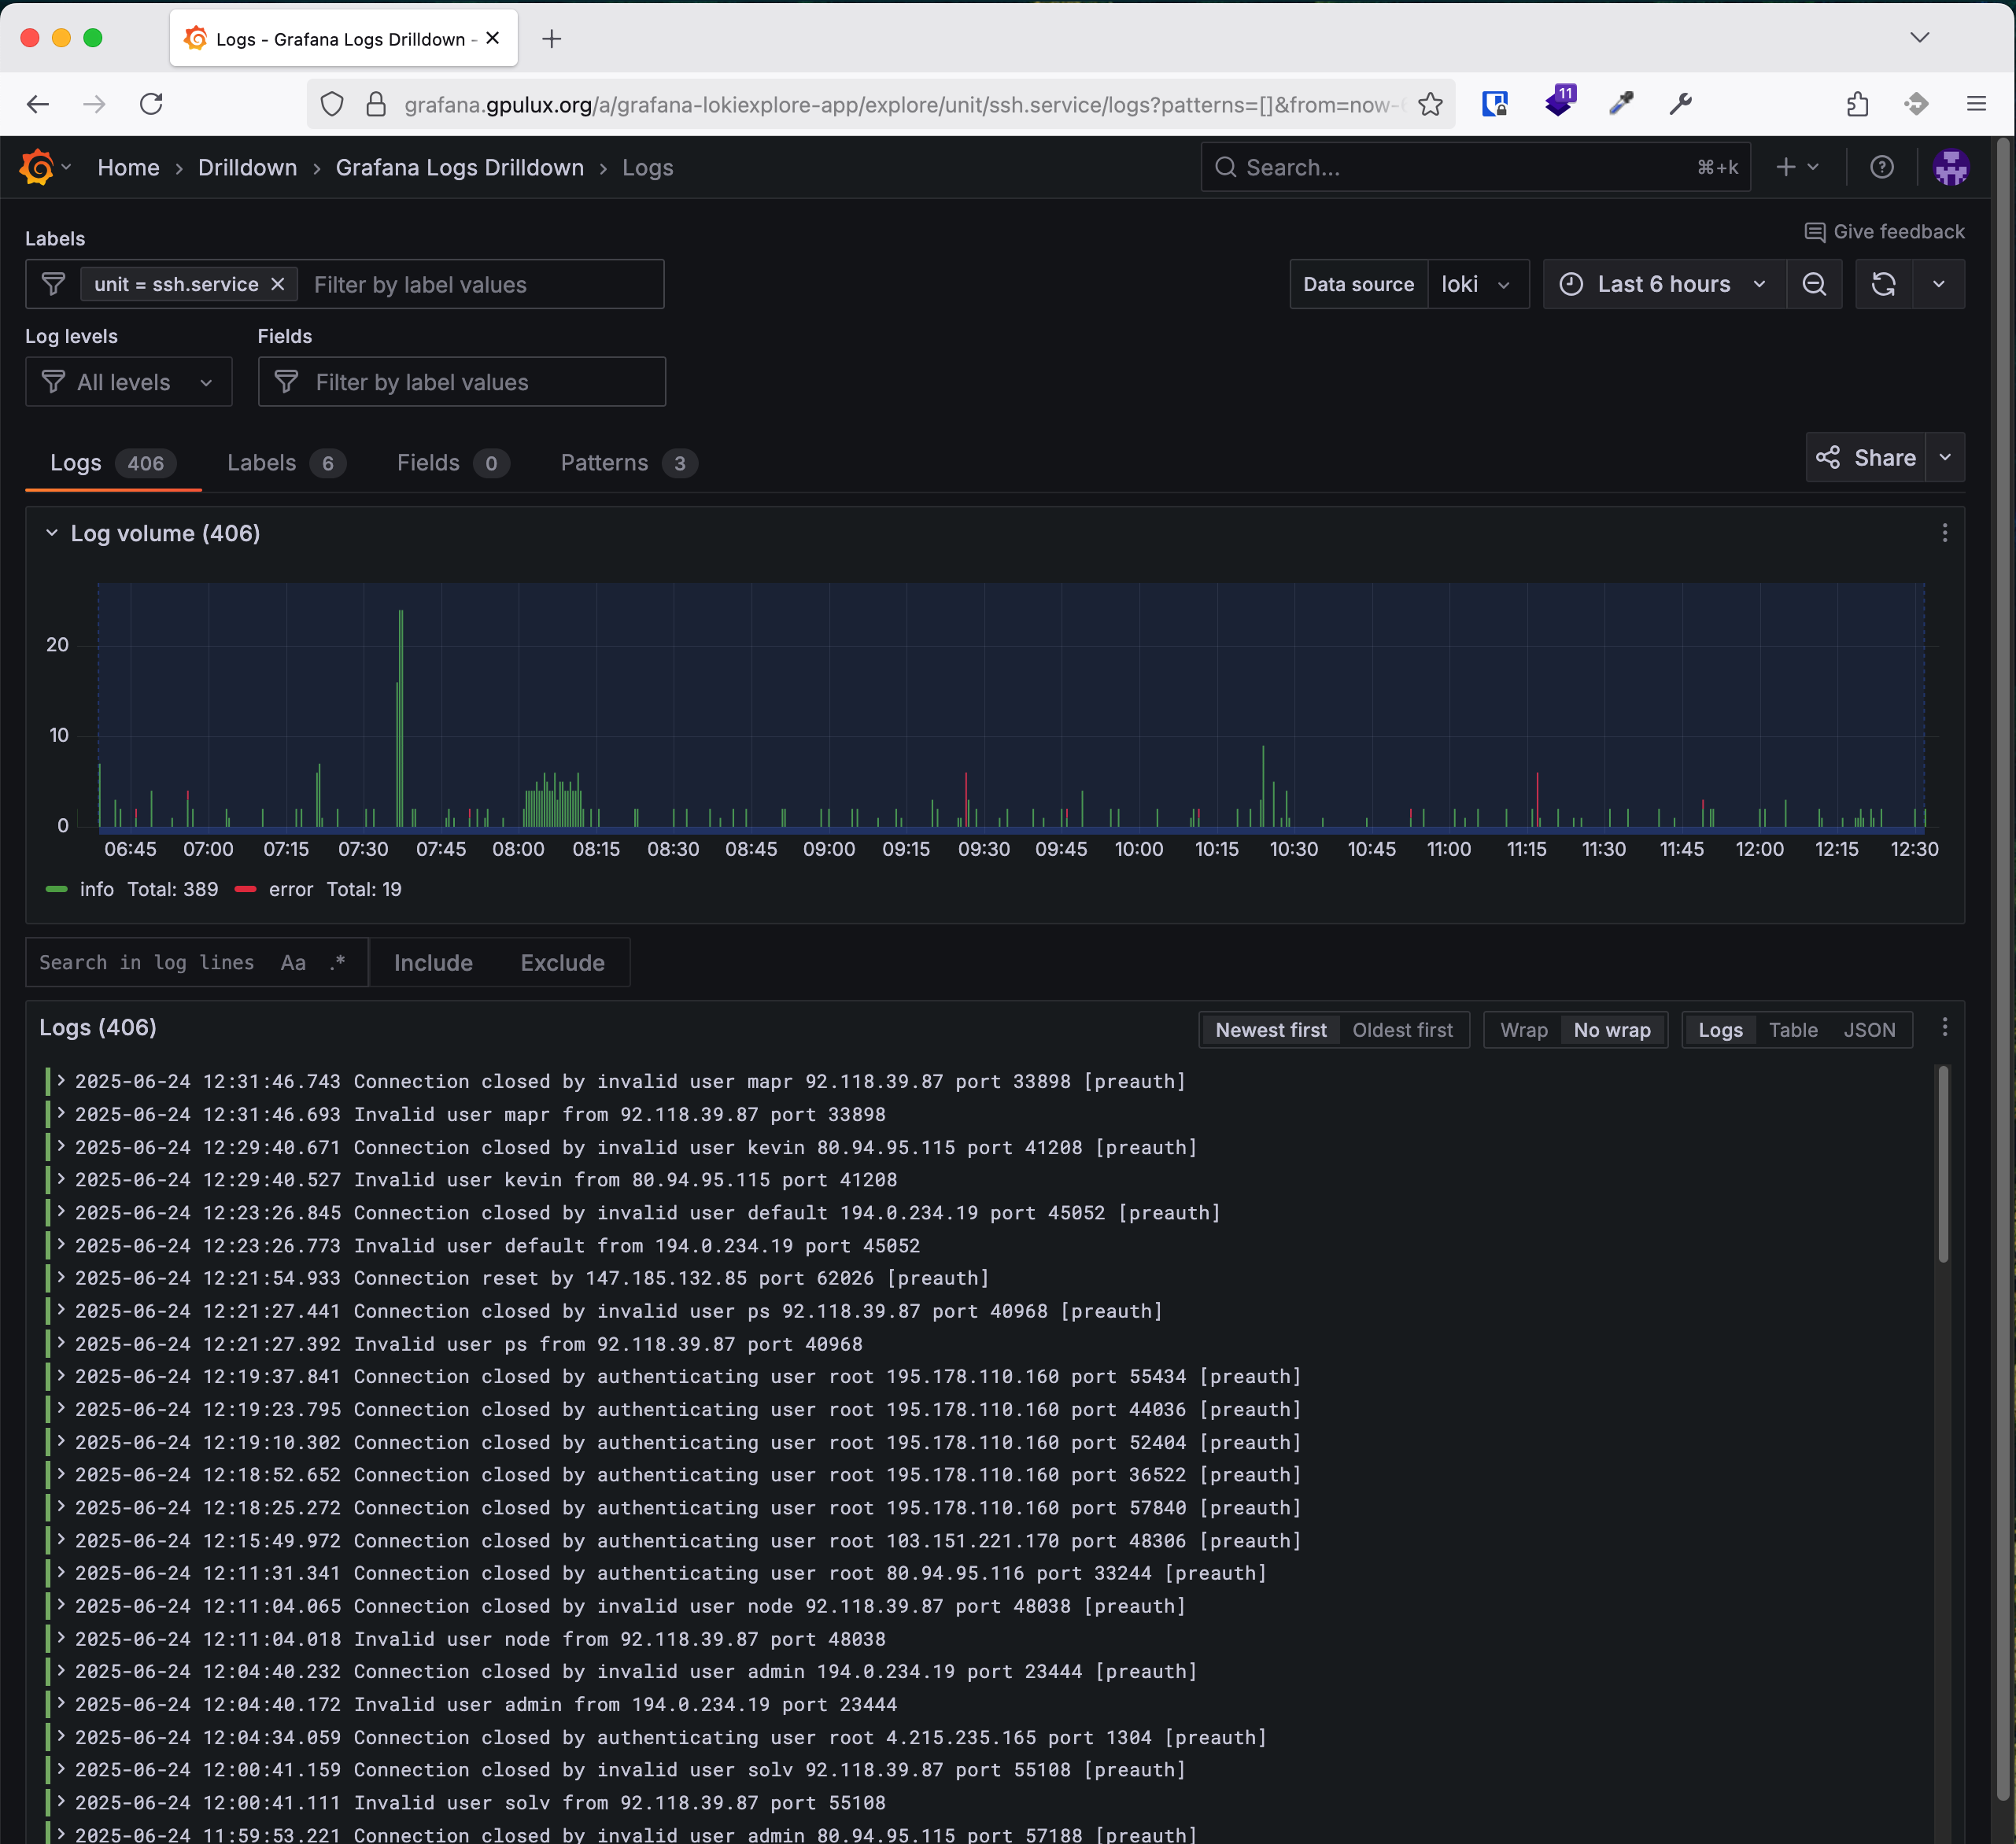 Logs - Grafana Logs Drilldown -
grafana.gpulux.org/a/grafana-lokiexplore-app/explore/unit/ssh.service/logs?patterns=[]&from=now-
11
Home › Drilldown › Grafana Logs Drilldown › Logs
Search...
⌘+k
Give feedback
Labels
unit = ssh.service
Filter by label values
Data source
loki
Last 6 hours
Log levels
Fields
All levels
Filter by label values
Logs 406
Labels 6
Fields 0
Patterns 3
Share
Log volume (406)
20
10
0
06:45 07:00 07:15 07:30 07:45 08:00 08:15 08:30 08:45 09:00 09:15 09:30 09:45 10:00 10:15 10:30 10:45 11:00 11:15 11:30 11:45 12:00 12:15 12:30
info Total: 389 error Total: 19
Search in log lines Aa .* Include Exclude
Logs (406)
Newest first Oldest first Wrap No wrap Logs Table JSON
2025-06-24 12:31:46.743 Connection closed by invalid user mapr 92.118.39.87 port 33898 [preauth]
2025-06-24 12:31:46.693 Invalid user mapr from 92.118.39.87 port 33898
2025-06-24 12:29:40.671 Connection closed by invalid user kevin 80.94.95.115 port 41208 [preauth]
2025-06-24 12:29:40.527 Invalid user kevin from 80.94.95.115 port 41208
2025-06-24 12:23:26.845 Connection closed by invalid user default 194.0.234.19 port 45052 [preauth]
2025-06-24 12:23:26.773 Invalid user default from 194.0.234.19 port 45052
2025-06-24 12:21:54.933 Connection reset by 147.185.132.85 port 62026 [preauth]
2025-06-24 12:21:27.441 Connection closed by invalid user ps 92.118.39.87 port 40968 [preauth]
2025-06-24 12:21:27.392 Invalid user ps from 92.118.39.87 port 40968
2025-06-24 12:19:37.841 Connection closed by authenticating user root 195.178.110.160 port 55434 [preauth]
2025-06-24 12:19:23.795 Connection closed by authenticating user root 195.178.110.160 port 44036 [preauth]
2025-06-24 12:19:10.302 Connection closed by authenticating user root 195.178.110.160 port 52404 [preauth]
2025-06-24 12:18:52.652 Connection closed by authenticating user root 195.178.110.160 port 36522 [preauth]
2025-06-24 12:18:25.272 Connection closed by authenticating user root 195.178.110.160 port 57840 [preauth]
2025-06-24 12:15:49.972 Connection closed by authenticating user root 103.151.221.170 port 48306 [preauth]
2025-06-24 12:11:31.341 Connection closed by authenticating user root 80.94.95.116 port 33244 [preauth]
2025-06-24 12:11:04.065 Connection closed by invalid user node 92.118.39.87 port 48038 [preauth]
2025-06-24 12:11:04.018 Invalid user node from 92.118.39.87 port 48038
2025-06-24 12:04:40.232 Connection closed by invalid user admin 194.0.234.19 port 23444 [preauth]
2025-06-24 12:04:40.172 Invalid user admin from 194.0.234.19 port 23444
2025-06-24 12:04:34.059 Connection closed by authenticating user root 4.215.235.165 port 1304 [preauth]
2025-06-24 12:00:41.159 Connection closed by invalid user solv 92.118.39.87 port 55108 [preauth]
2025-06-24 12:00:41.111 Invalid user solv from 92.118.39.87 port 55108
2025-06-24 11:59:53.221 Connection closed by invalid user admin 80.94.95.115 port 57188 [preauth]